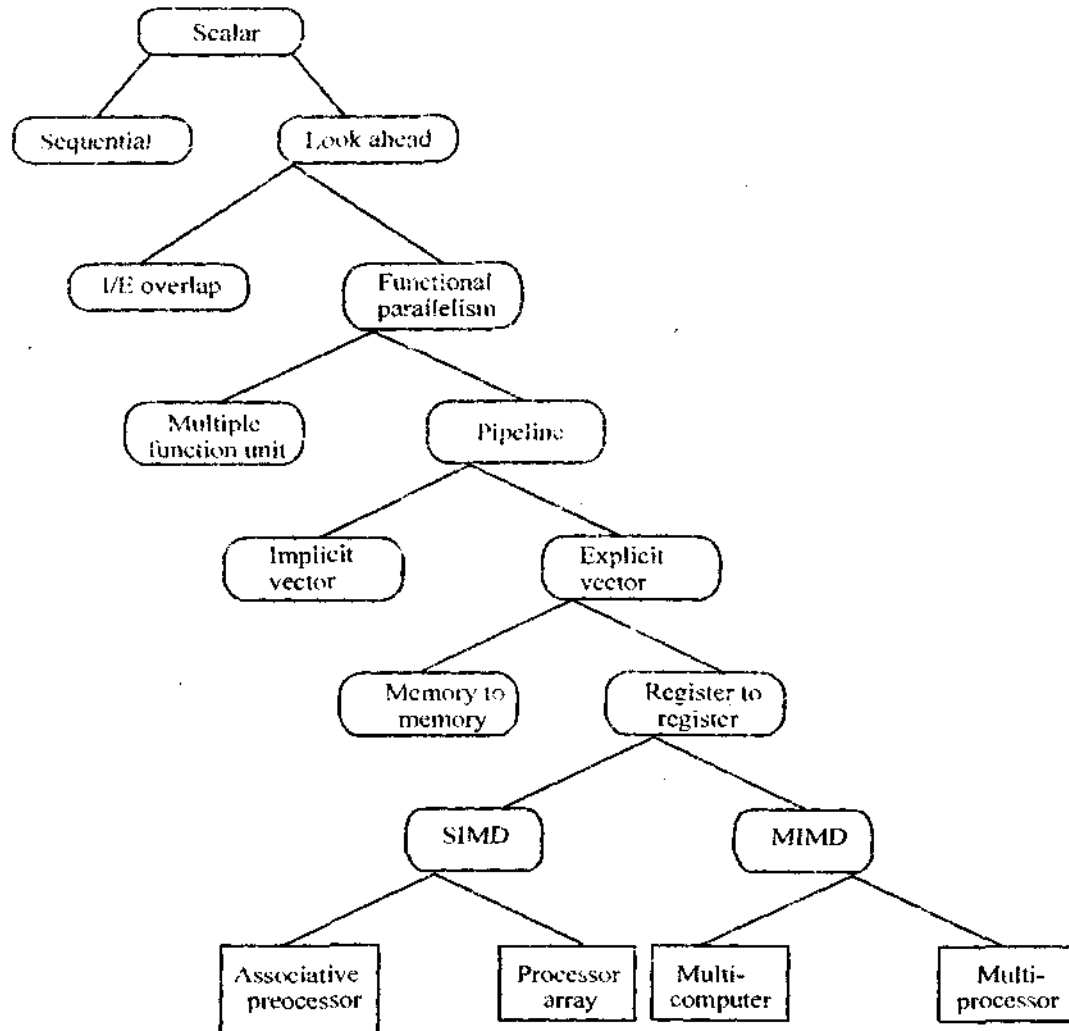 Scalar
Sequential
Look ahead
I/E overlap
Functional
parallelism
Multiple
function unit
Pipeline
Implicit
vector
Explicit
vector
Memory to
memory
Register to
register
SIMD
MIMD
Associative
preocessor
Processor
array
Multi-
computer
Multi-
processor